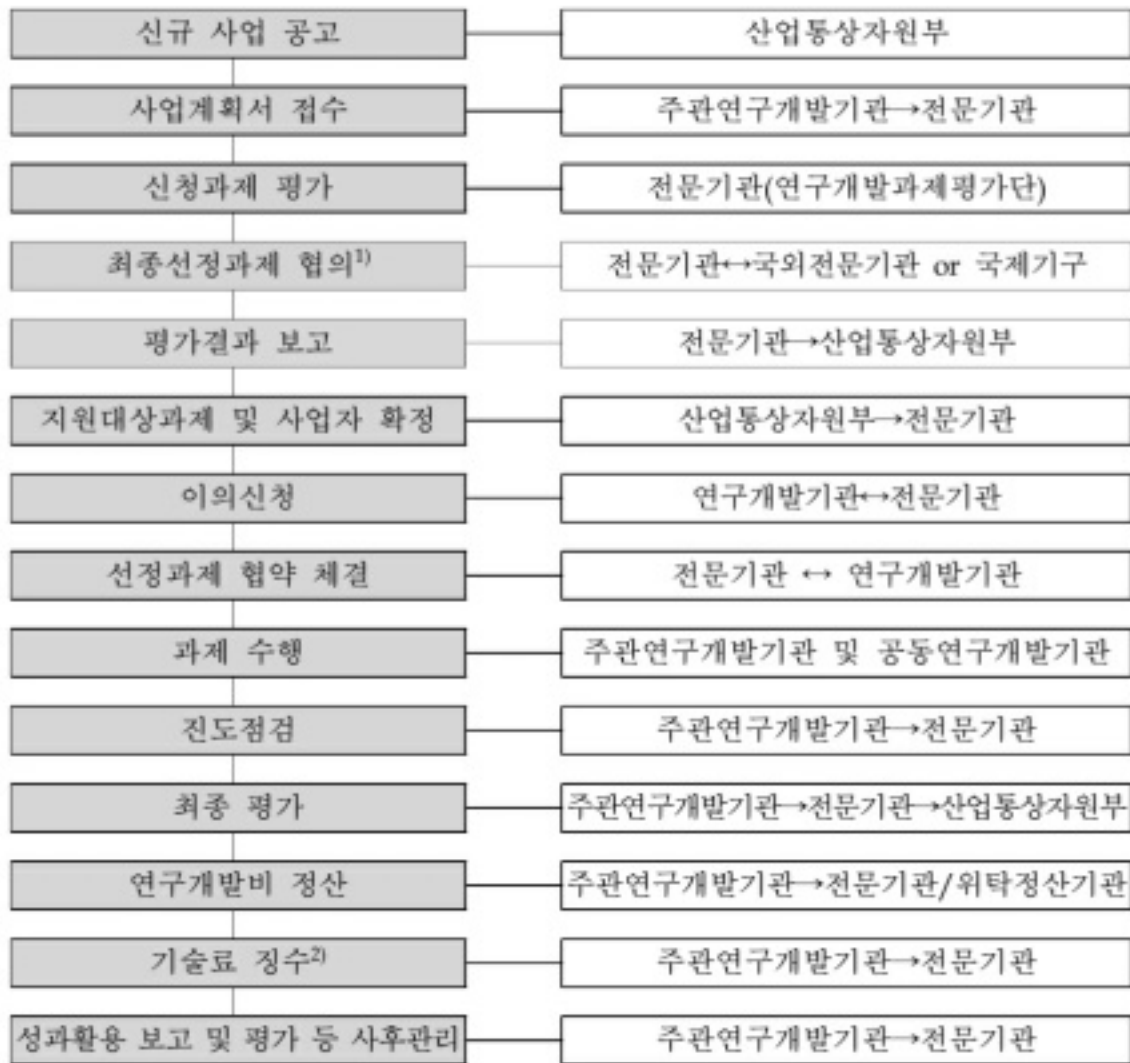 신규 사업 공고
산업통상자원부
사업계획서 접수
주관연구개발기관→전문기관
신청과제 평가
전문기관(연구개발과제평가단)
최종선정과제 협의1)
전문기관↔국외전문기관 or 국제기구
평가결과 보고
전문기관→산업통상자원부
지원대상과제 및 사업자 확정
산업통상자원부→전문기관
이의신청
연구개발기관↔전문기관
선정과제 협약 체결
전문기관 ↔ 연구개발기관
과제 수행
주관연구개발기관 및 공동연구개발기관
진도점검
주관연구개발기관→전문기관
최종 평가
주관연구개발기관→전문기관→산업통상자원부
연구개발비 정산
주관연구개발기관→전문기관/위탁정산기관
기술료 징수2)
주관연구개발기관→전문기관
성과활용 보고 및 평가 등 사후관리
주관연구개발기관→전문기관